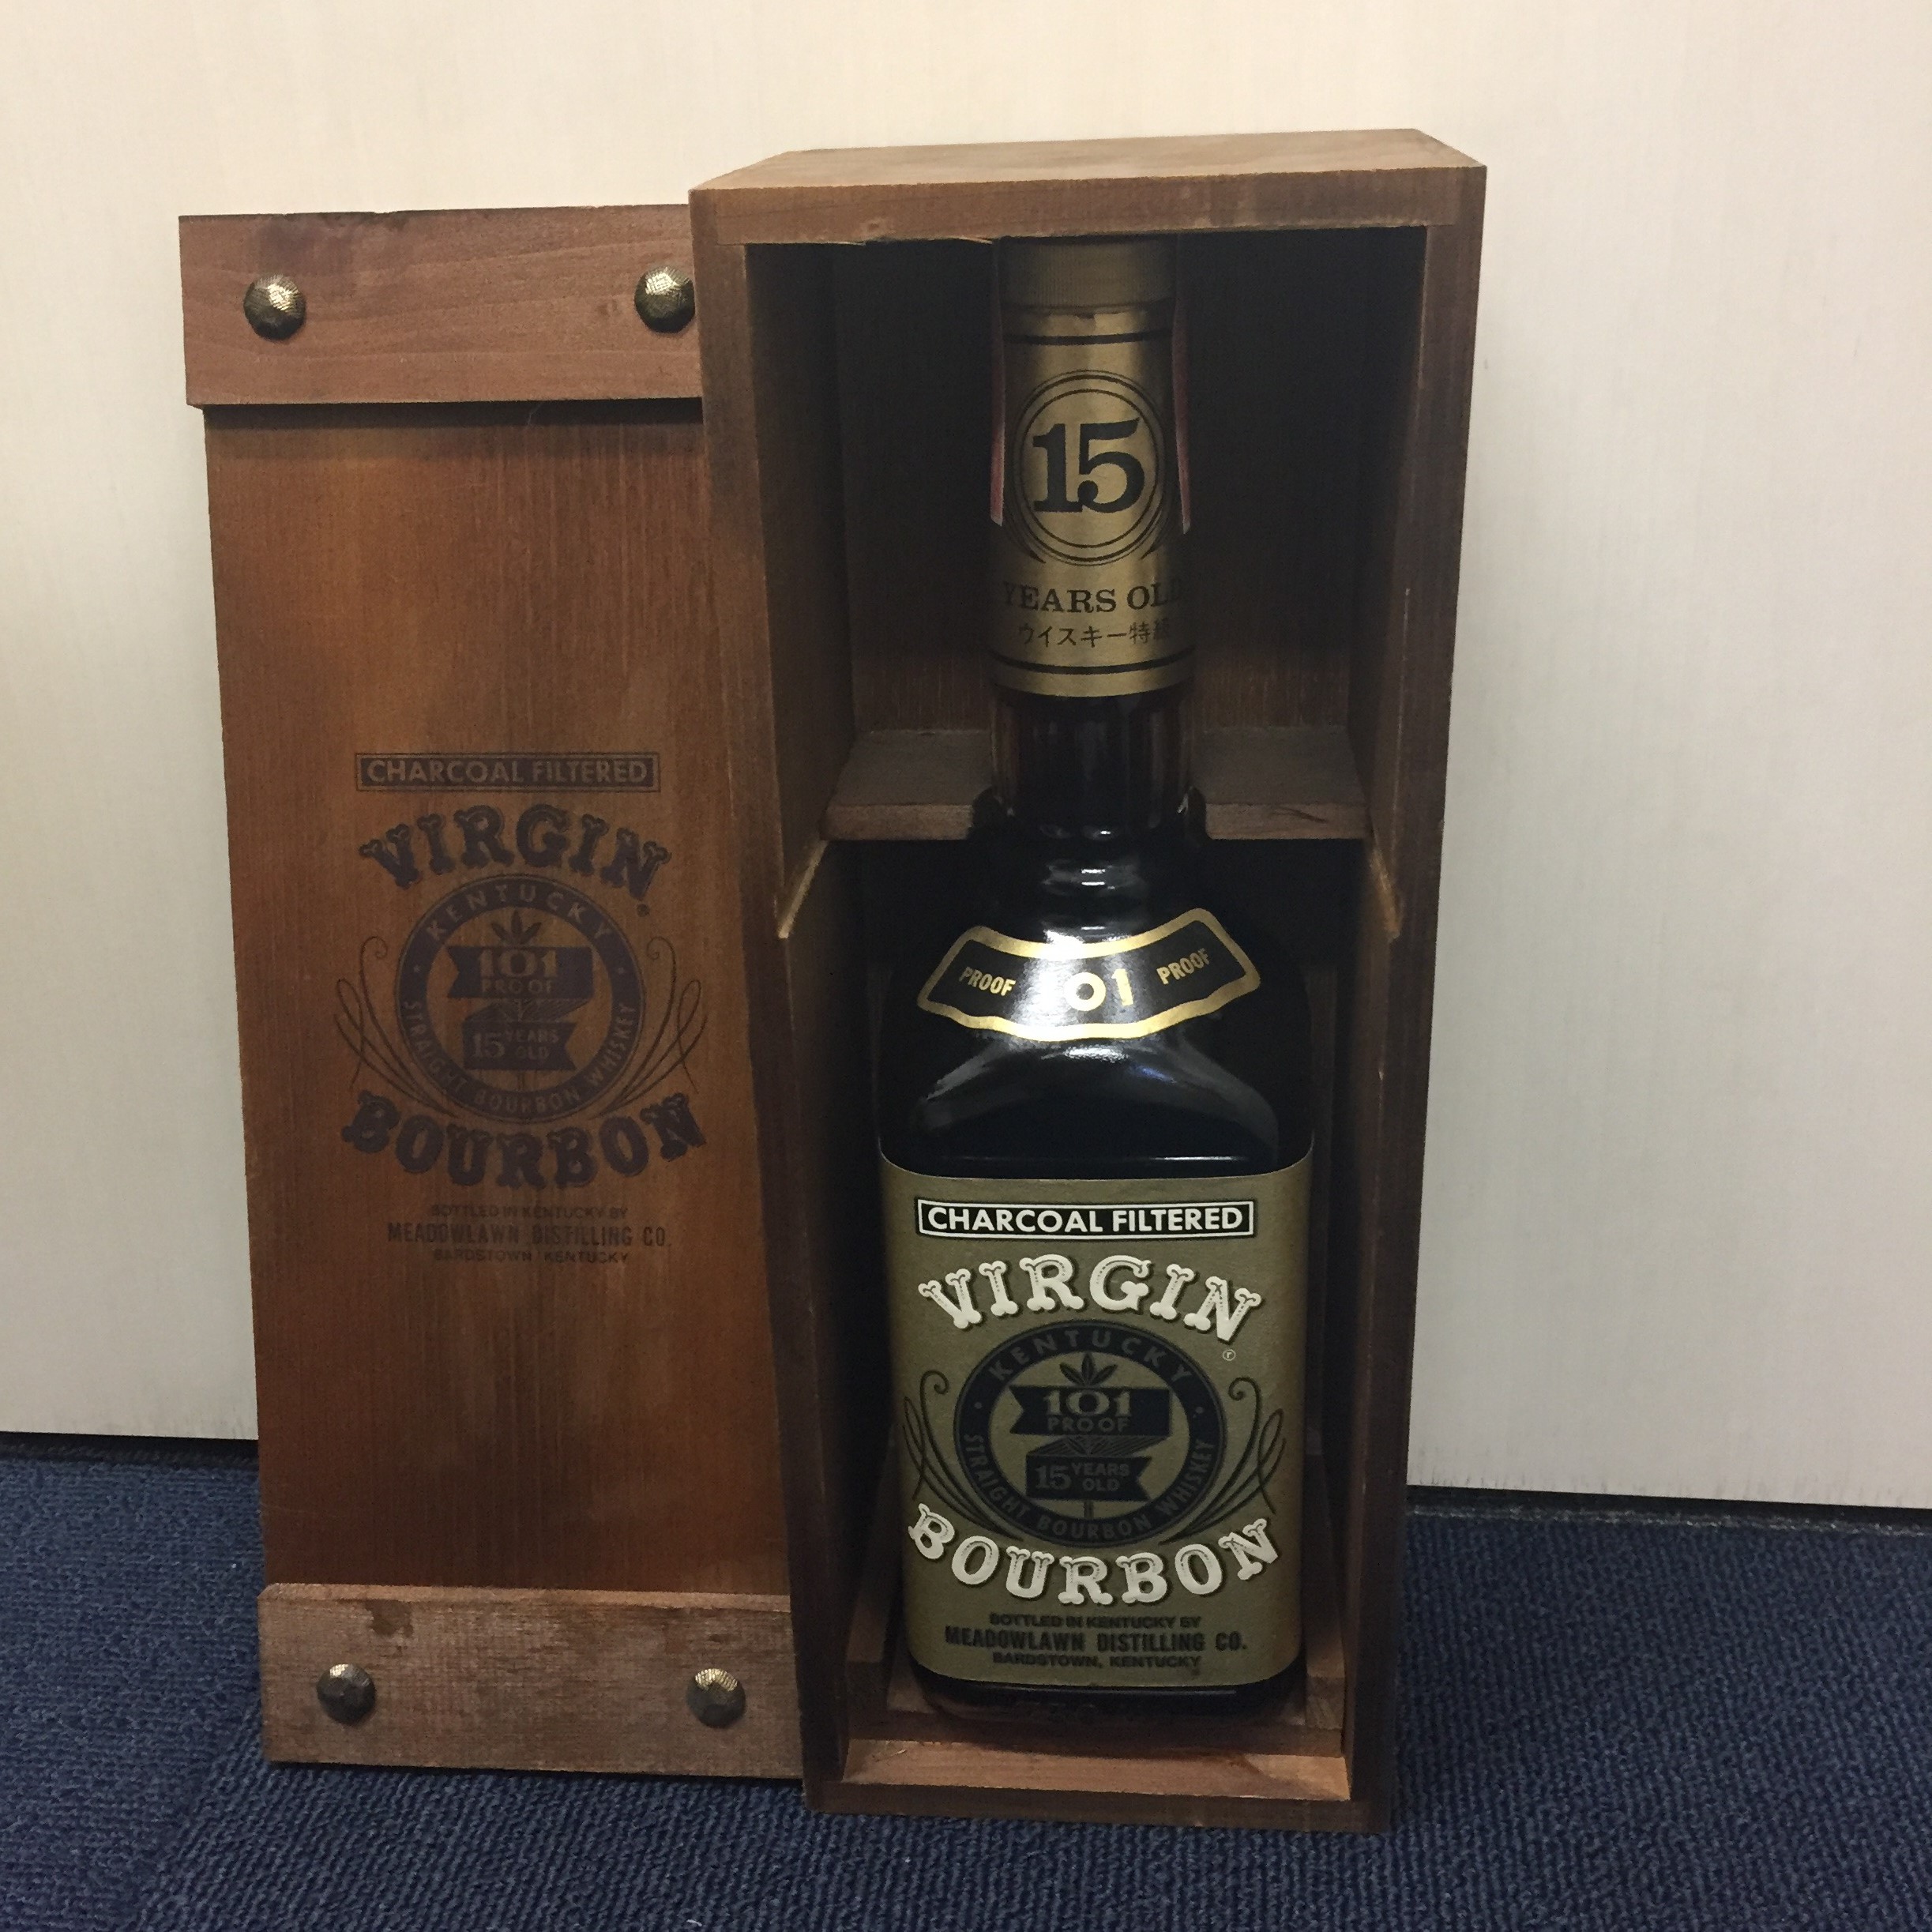 CHARCOAL FILTERED
VIRGIN
®
KENTUCKY
101
PROOF
15 YEARS
OLD
STRAIGHT BOURBON WHISKEY
BOURBON
BOTTLED IN KENTUCKY BY
MEADOWLAWN DISTILLING CO.
BARDSTOWN, KENTUCKY
15
YEARS OLD
ウイスキー特級
PROOF 101 PROOF
CHARCOAL FILTERED
VIRGIN
®
KENTUCKY
101
PROOF
15 YEARS
OLD
STRAIGHT BOURBON WHISKEY
BOURBON
BOTTLED IN KENTUCKY BY
MEADOWLAWN DISTILLING CO.
BARDSTOWN, KENTUCKY